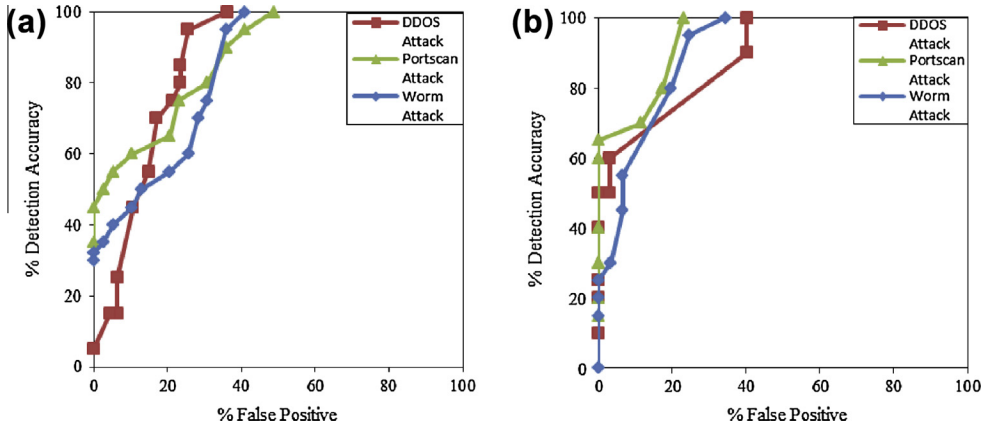 (a)
100
80
60
40
20
0
% Detection Accuracy
0 20 40 60 80 100
% False Positive
DDOS
Attack
Portscan
Attack
Worm
Attack
(b)
100
80
60
40
20
0
% Detection Accuracy
0 20 40 60 80 100
% False Positive
DDOS
Attack
Portscan
Attack
Worm
Attack